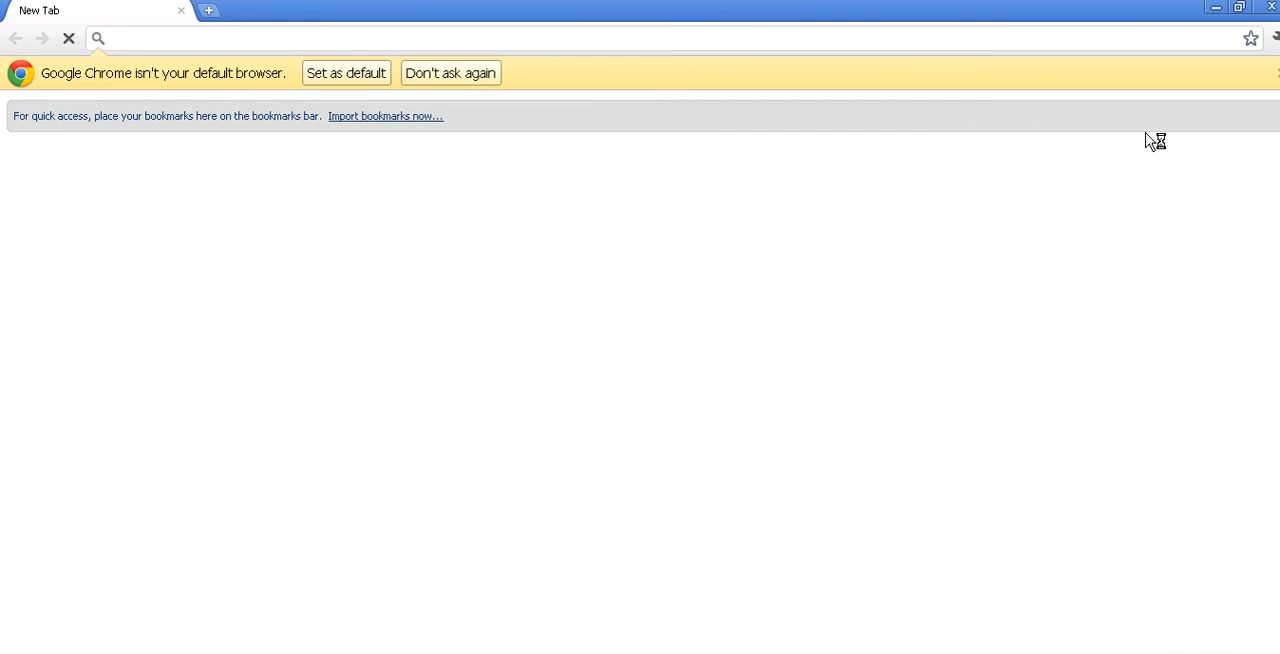 New Tab
Google Chrome isn't your default browser. Set as default Don't ask again
For quick access, place your bookmarks here on the bookmarks bar. Import bookmarks now...